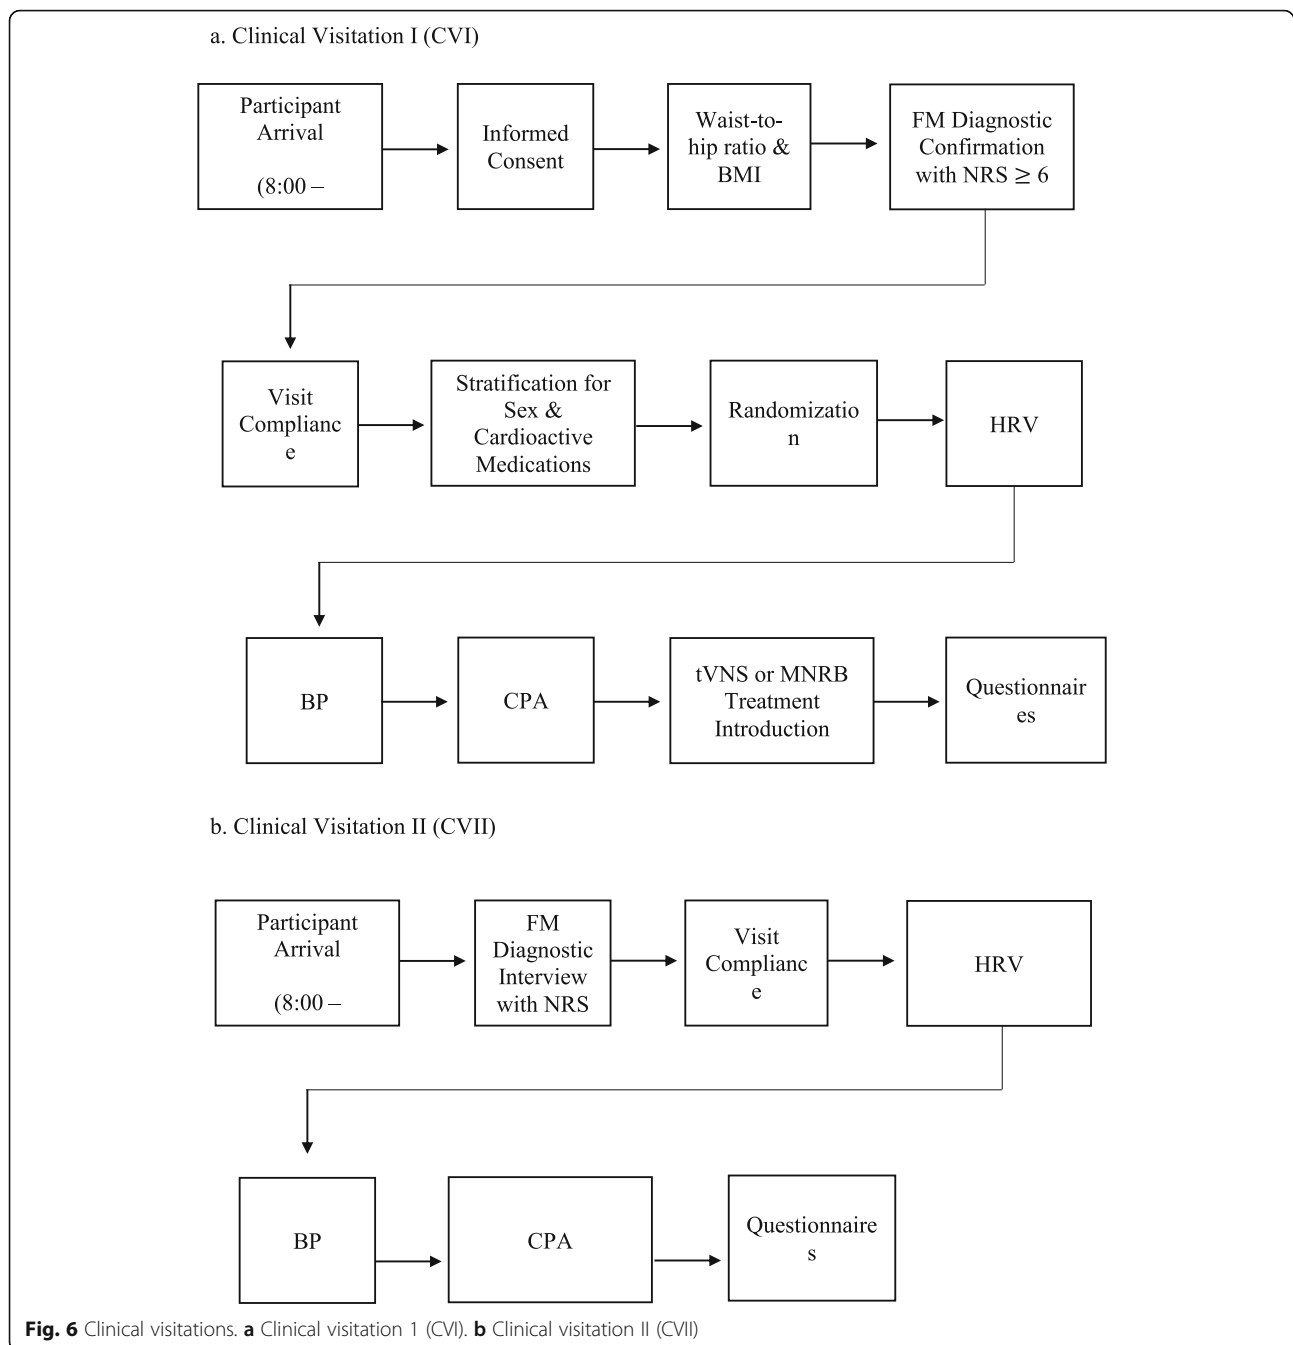 a. Clinical Visitation I (CVI)
Participant
Arrival
(8:00 –
Informed
Consent
Waist-to-
hip ratio &
BMI
FM Diagnostic
Confirmation
with NRS ≥ 6
Visit
Complianc
e
Stratification for
Sex &
Cardioactive
Medications
Randomizatio
n
HRV
BP
CPA
tVNS or MNRB
Treatment
Introduction
Questionnair
es
b. Clinical Visitation II (CVII)
Participant
Arrival
(8:00 –
FM
Diagnostic
Interview
with NRS
Visit
Complianc
e
HRV
BP
CPA
Questionnaire
s
Fig. 6 Clinical visitations. a Clinical visitation 1 (CVI). b Clinical visitation II (CVII)